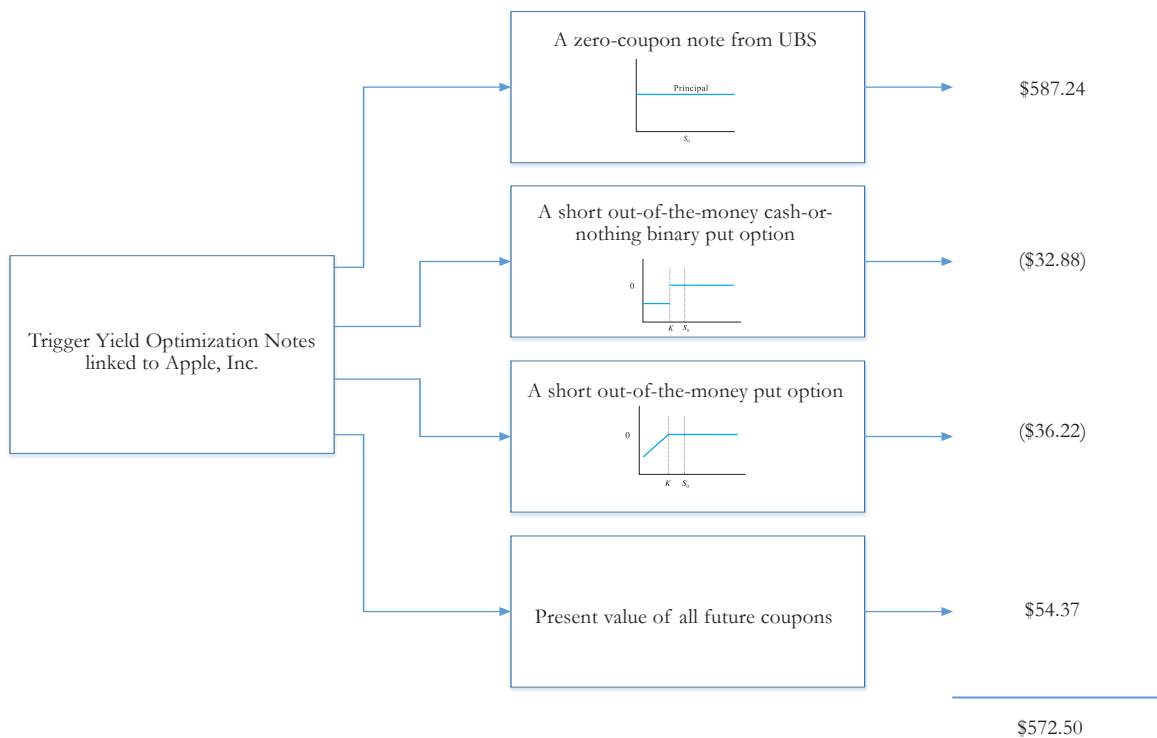 A zero-coupon note from UBS
Principal
S₀
$587.24
A short out-of-the-money cash-or-
nothing binary put option
0
K S₀
($32.88)
Trigger Yield Optimization Notes
linked to Apple, Inc.
A short out-of-the-money put option
0
K S₀
($36.22)
Present value of all future coupons
$54.37
$572.50